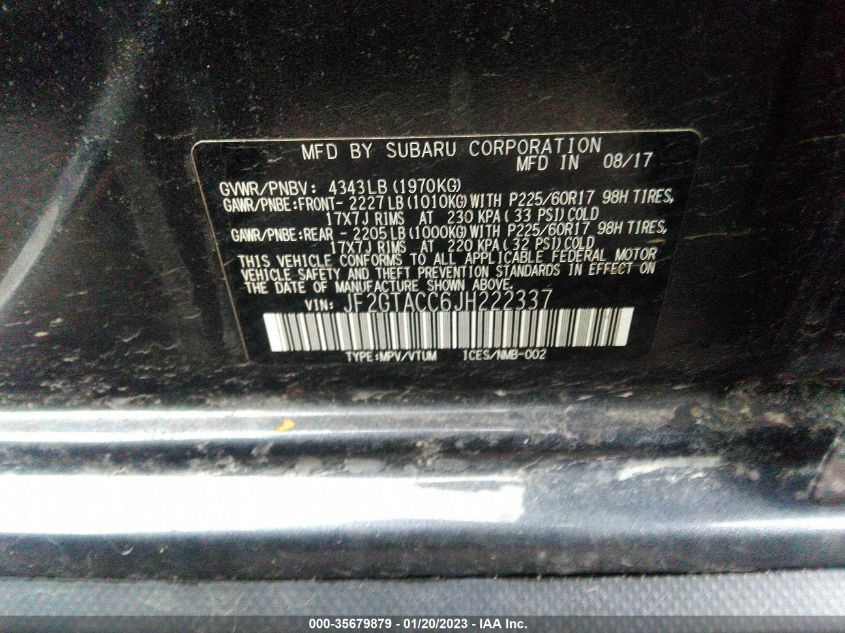 MFD BY SUBARU CORPORATION
MFD IN 08/17
GVWR/PNBV: 4343LB (1970KG)
GAWR/PNBE:FRONT- 2227LB (1010KG) WITH P225/60R17 98H TIRES,
17X7J RIMS AT 230 KPA (33 PSI) COLD
GAWR/PNBE:REAR - 2205LB (1000KG) WITH P225/60R17 98H TIRES,
17X7J RIMS AT 220 KPA (32 PSI) COLD
THIS VEHICLE CONFORMS TO ALL APPLICABLE FEDERAL MOTOR
VEHICLE SAFETY AND THEFT PREVENTION STANDARDS IN EFFECT ON
THE DATE OF MANUFACTURE SHOWN ABOVE.
VIN: JF2GTACC6JH222337
TYPE:MPV/VTUM ICES/NMB-002
000-35679879 - 01/20/2023 - IAA Inc.